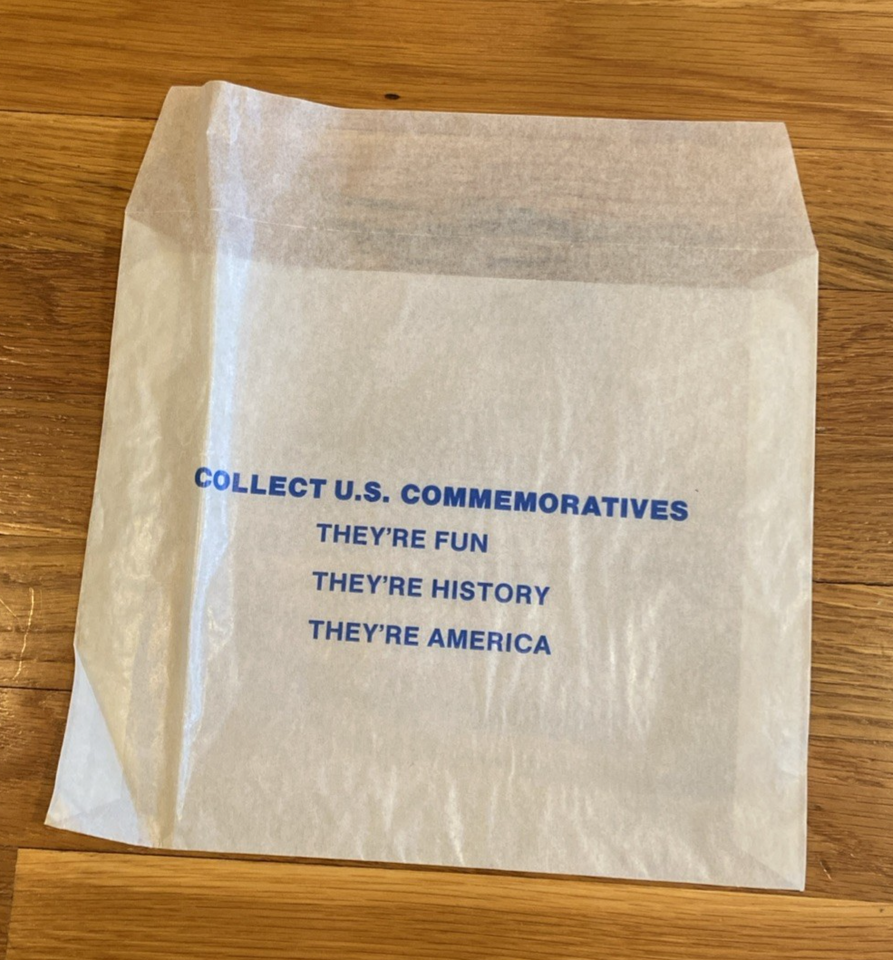 COLLECT U.S. COMMEMORATIVES
THEY'RE FUN
THEY'RE HISTORY
THEY'RE AMERICA